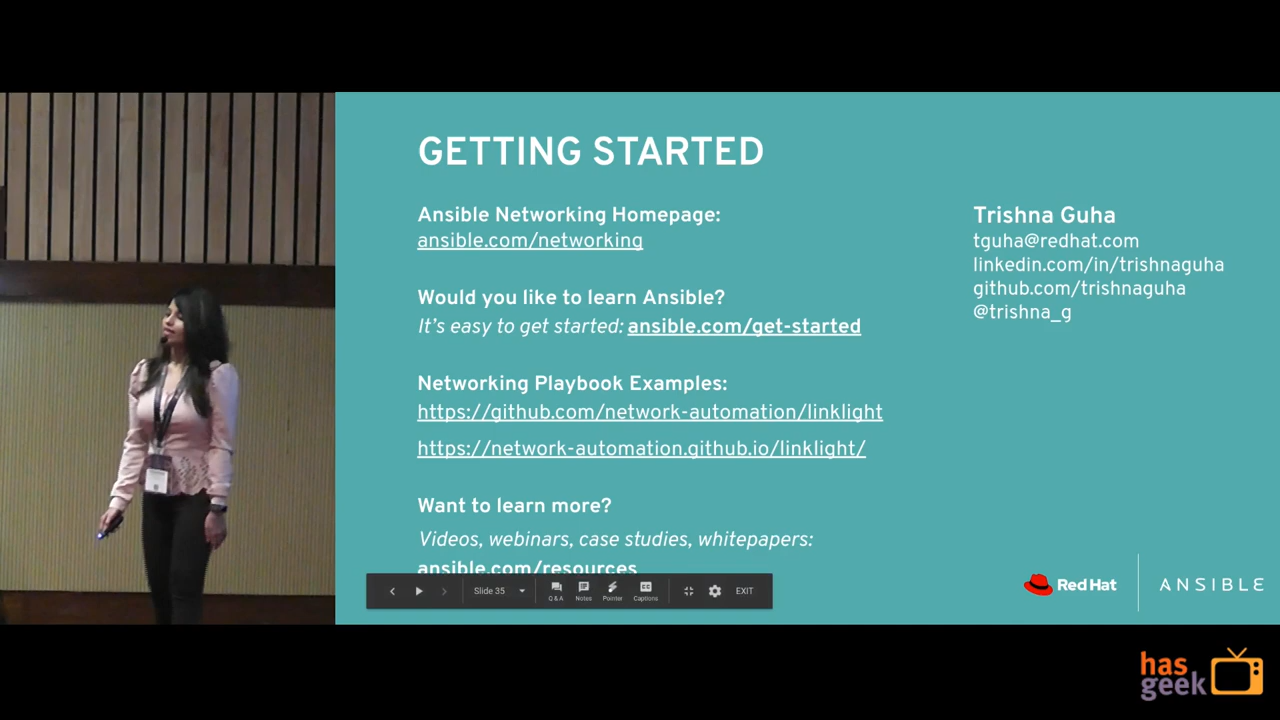 GETTING STARTED
Ansible Networking Homepage:
ansible.com/networking
Would you like to learn Ansible?
It's easy to get started: ansible.com/get-started
Networking Playbook Examples:
https://github.com/network-automation/linklight
https://network-automation.github.io/linklight/
Want to learn more?
Videos, webinars, case studies, whitepapers:
ansible.com/resources
Trishna Guha
tguha@redhat.com
linkedin.com/in/trishnaguha
github.com/trishnaguha
@trishna_g
Slide 35
Q & A
Notes
Pointer
Captions
EXIT
Red Hat
ANSIBLE
has
geek